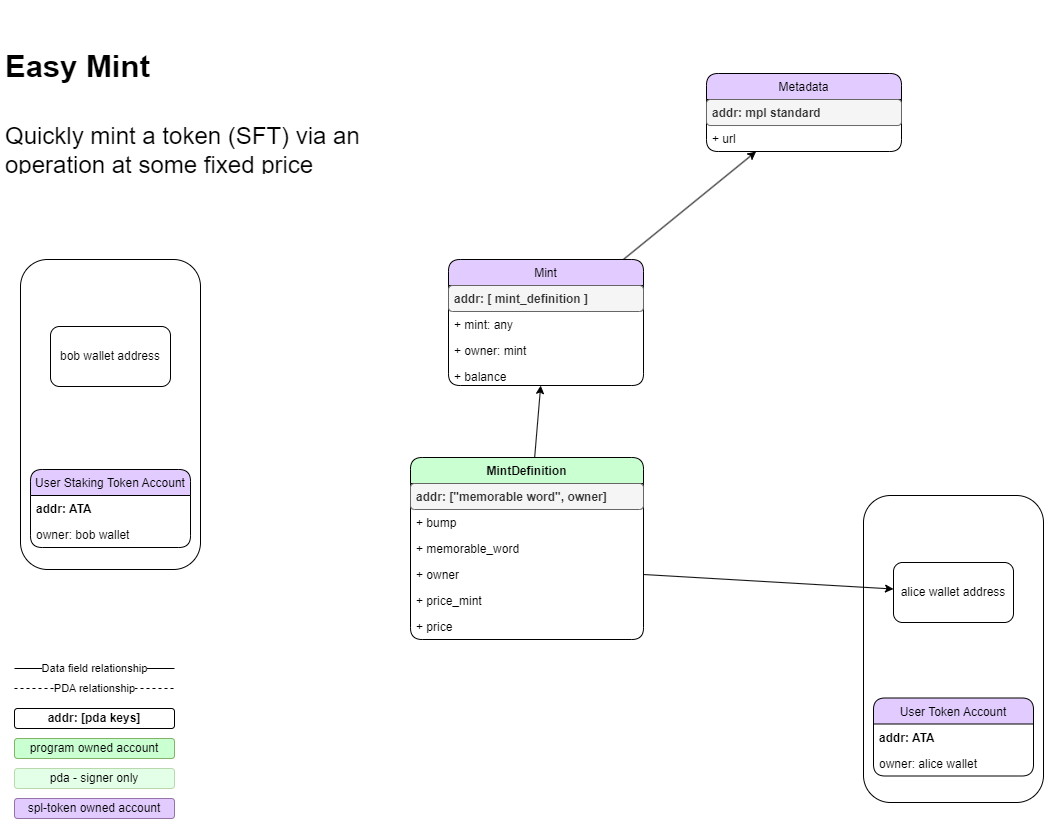 Easy Mint
Quickly mint a token (SFT) via an
operation at some fixed price
Metadata
addr: mpl standard
+ url
Mint
addr: [ mint_definition ]
+ mint: any
+ owner: mint
+ balance
bob wallet address
User Staking Token Account
addr: ATA
owner: bob wallet
MintDefinition
addr: ["memorable word", owner]
+ bump
+ memorable_word
+ owner
+ price_mint
+ price
alice wallet address
User Token Account
addr: ATA
owner: alice wallet
Data field relationship
PDA relationship
addr: [pda keys]
program owned account
pda - signer only
spl-token owned account